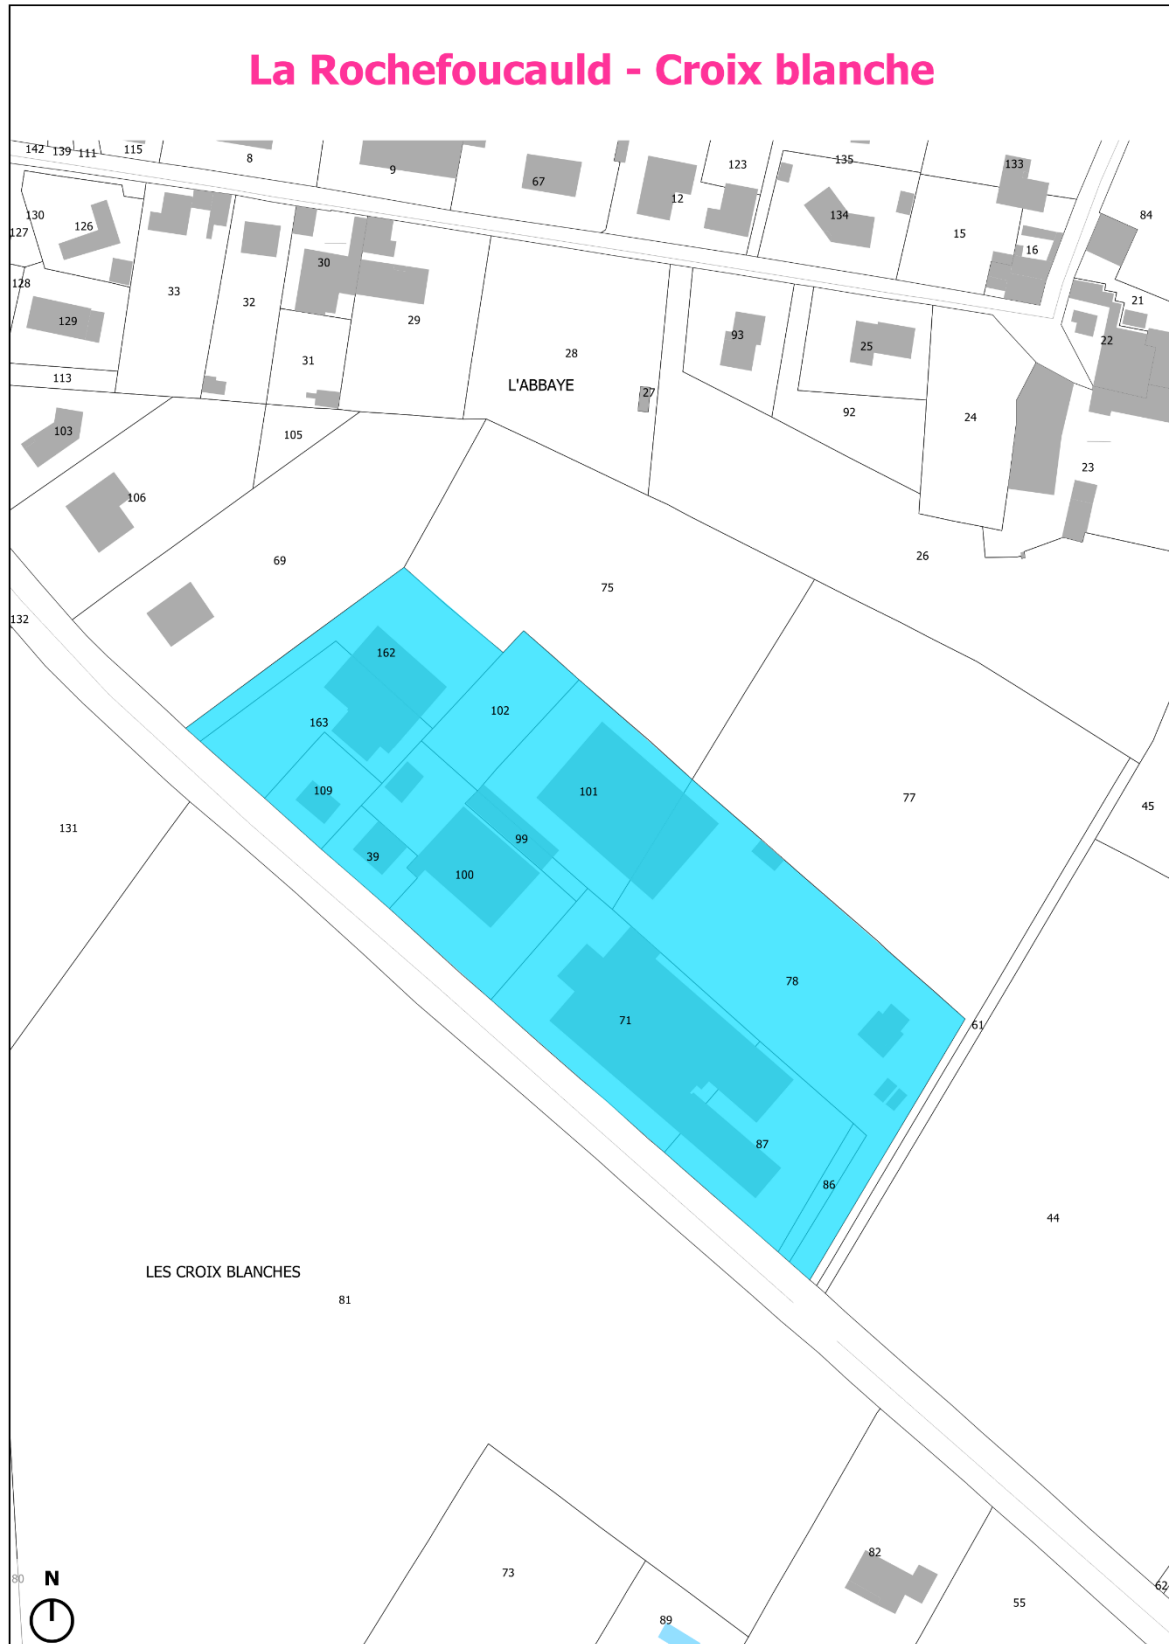 La Rochefoucauld - Croix blanche
142 139 111 115 8 9 67 12 123 135 133
130 126 127 134 15 16 84
128 33 32 30 29 28 93 25 21 22
129 31 27
113 L'ABBAYE 92 24
103 105 23
106 69 75 26
132
162
163 102
109 101 77 45
131 39 100 99
78
71 61
87
86 44
LES CROIX BLANCHES
81
82
80 N 73 62
89 55